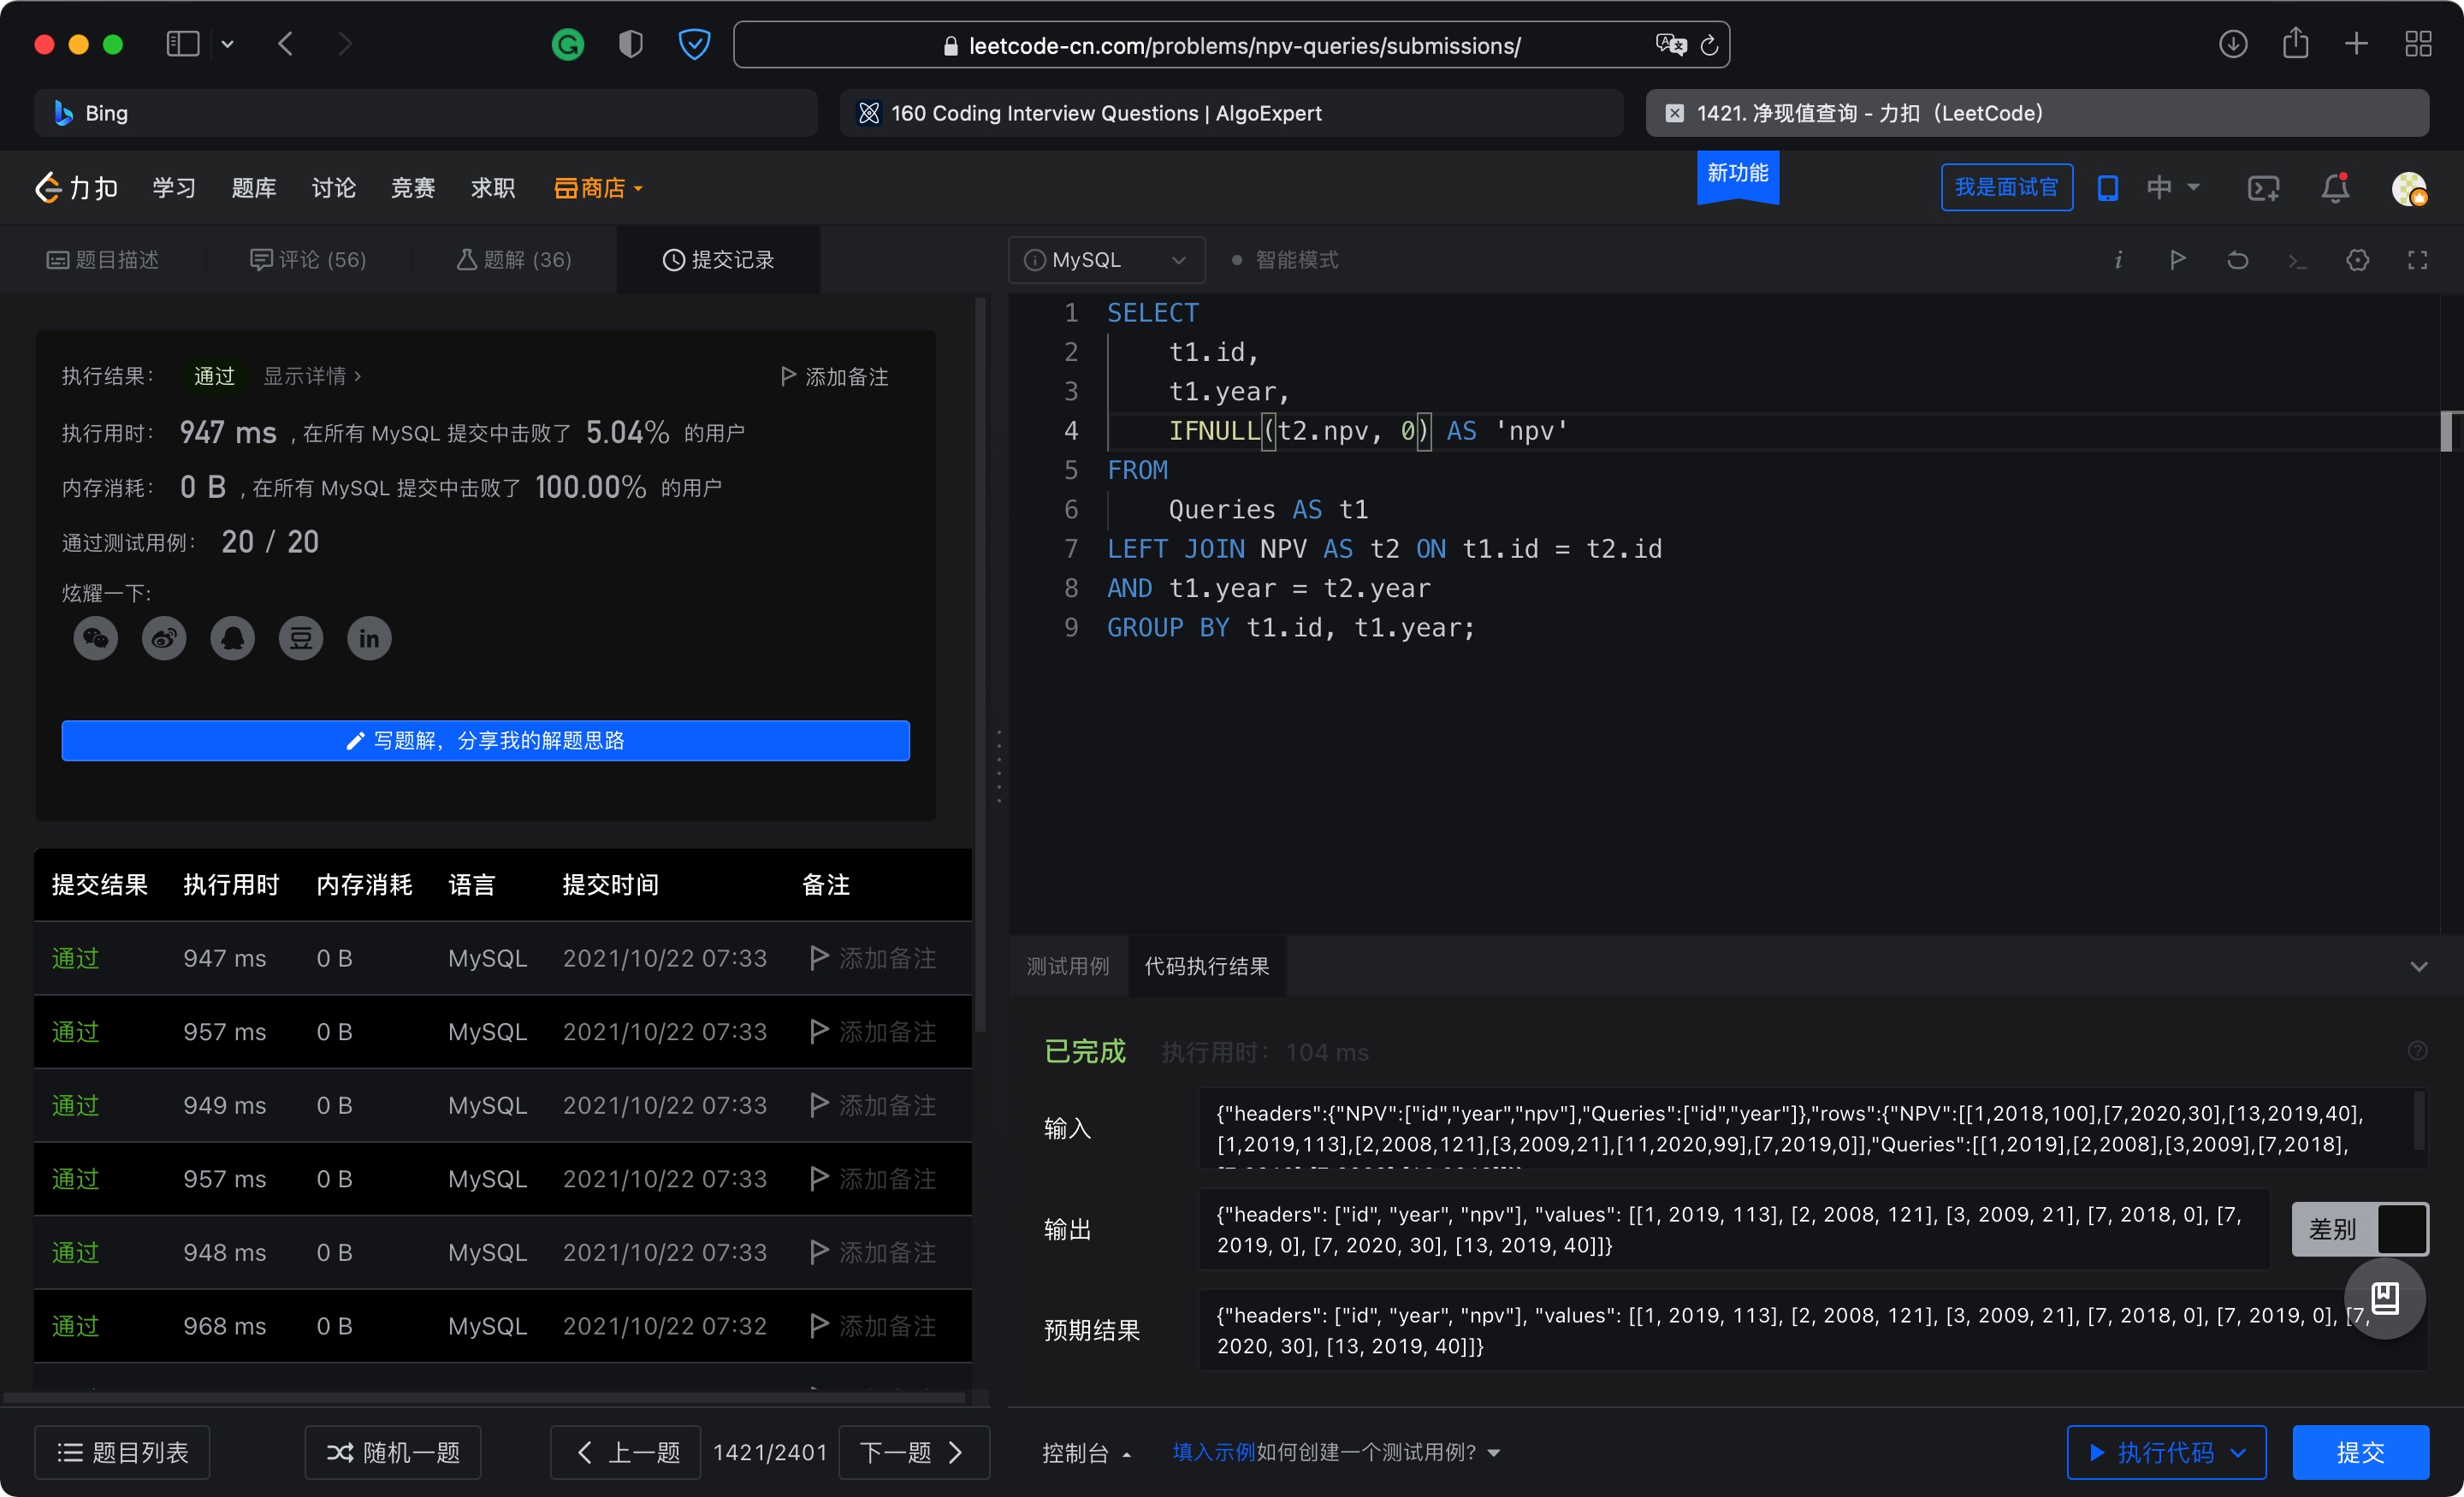 leetcode-cn.com/problems/npv-queries/submissions/
Bing
160 Coding Interview Questions | AlgoExpert
1421. 净现值查询 - 力扣（LeetCode）
力扣
学习
题库
讨论
竞赛
求职
商店
新功能
我是面试官
中
题目描述
评论 (56)
题解 (36)
提交记录
执行结果： 通过 显示详情 ›
添加备注
执行用时： 947 ms , 在所有 MySQL 提交中击败了 5.04% 的用户
内存消耗： 0 B , 在所有 MySQL 提交中击败了 100.00% 的用户
通过测试用例： 20 / 20
炫耀一下:
写题解，分享我的解题思路
提交结果 执行用时 内存消耗 语言 提交时间 备注
通过 947 ms 0 B MySQL 2021/10/22 07:33 添加备注
通过 957 ms 0 B MySQL 2021/10/22 07:33 添加备注
通过 949 ms 0 B MySQL 2021/10/22 07:33 添加备注
通过 957 ms 0 B MySQL 2021/10/22 07:33 添加备注
通过 948 ms 0 B MySQL 2021/10/22 07:33 添加备注
通过 968 ms 0 B MySQL 2021/10/22 07:32 添加备注
题目列表
随机一题
上一题
1421/2401
下一题
MySQL
智能模式
1 SELECT
2 t1.id,
3 t1.year,
4 IFNULL(t2.npv, 0) AS 'npv'
5 FROM
6 Queries AS t1
7 LEFT JOIN NPV AS t2 ON t1.id = t2.id
8 AND t1.year = t2.year
9 GROUP BY t1.id, t1.year;
测试用例
代码执行结果
已完成 执行用时： 104 ms
输入
{"headers":{"NPV":["id","year","npv"],"Queries":["id","year"]},"rows":{"NPV":[[1,2018,100],[7,2020,30],[13,2019,40],
[1,2019,113],[2,2008,121],[3,2009,21],[11,2020,99],[7,2019,0]],"Queries":[[1,2019],[2,2008],[3,2009],[7,2018],
输出
{"headers": ["id", "year", "npv"], "values": [[1, 2019, 113], [2, 2008, 121], [3, 2009, 21], [7, 2018, 0], [7,
2019, 0], [7, 2020, 30], [13, 2019, 40]]}
差别
预期结果
{"headers": ["id", "year", "npv"], "values": [[1, 2019, 113], [2, 2008, 121], [3, 2009, 21], [7, 2018, 0], [7, 2019, 0], [7,
2020, 30], [13, 2019, 40]]}
控制台
填入示例如何创建一个测试用例?
执行代码
提交